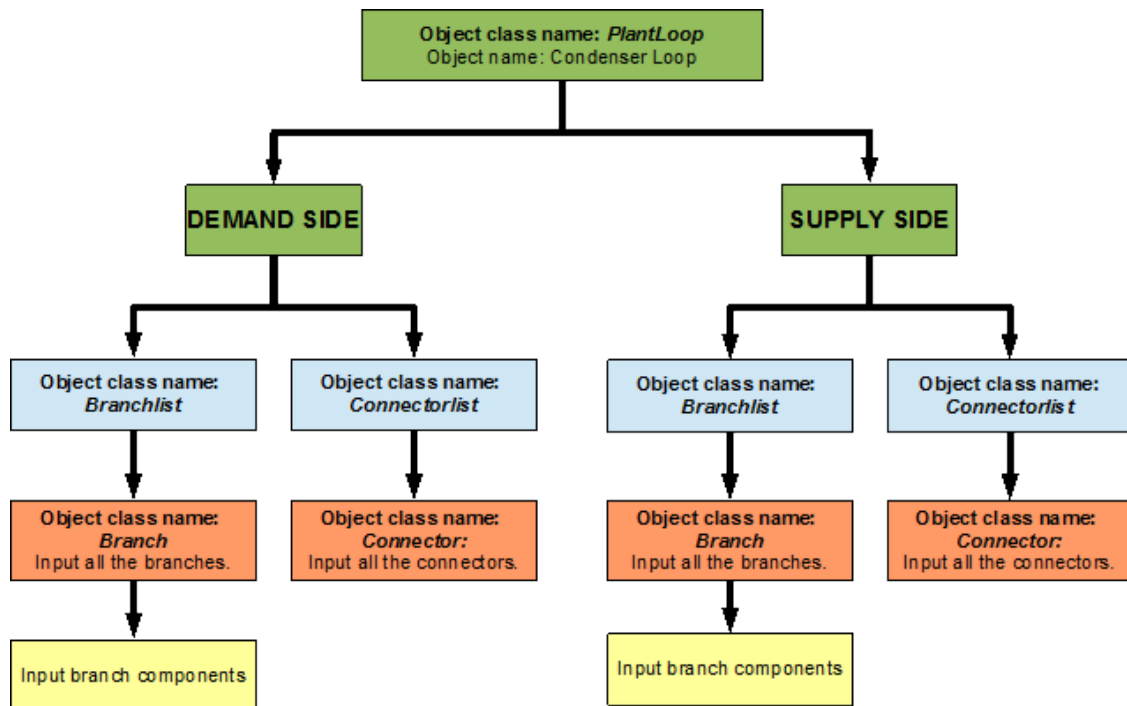 Object class name: PlantLoop
Object name: Condenser Loop
DEMAND SIDE
SUPPLY SIDE
Object class name:
Branchlist
Object class name:
Connectorlist
Object class name:
Branchlist
Object class name:
Connectorlist
Object class name:
Branch
Input all the branches.
Object class name:
Connector:
Input all the connectors.
Object class name:
Branch
Input all the branches.
Object class name:
Connector:
Input all the connectors.
Input branch components
Input branch components